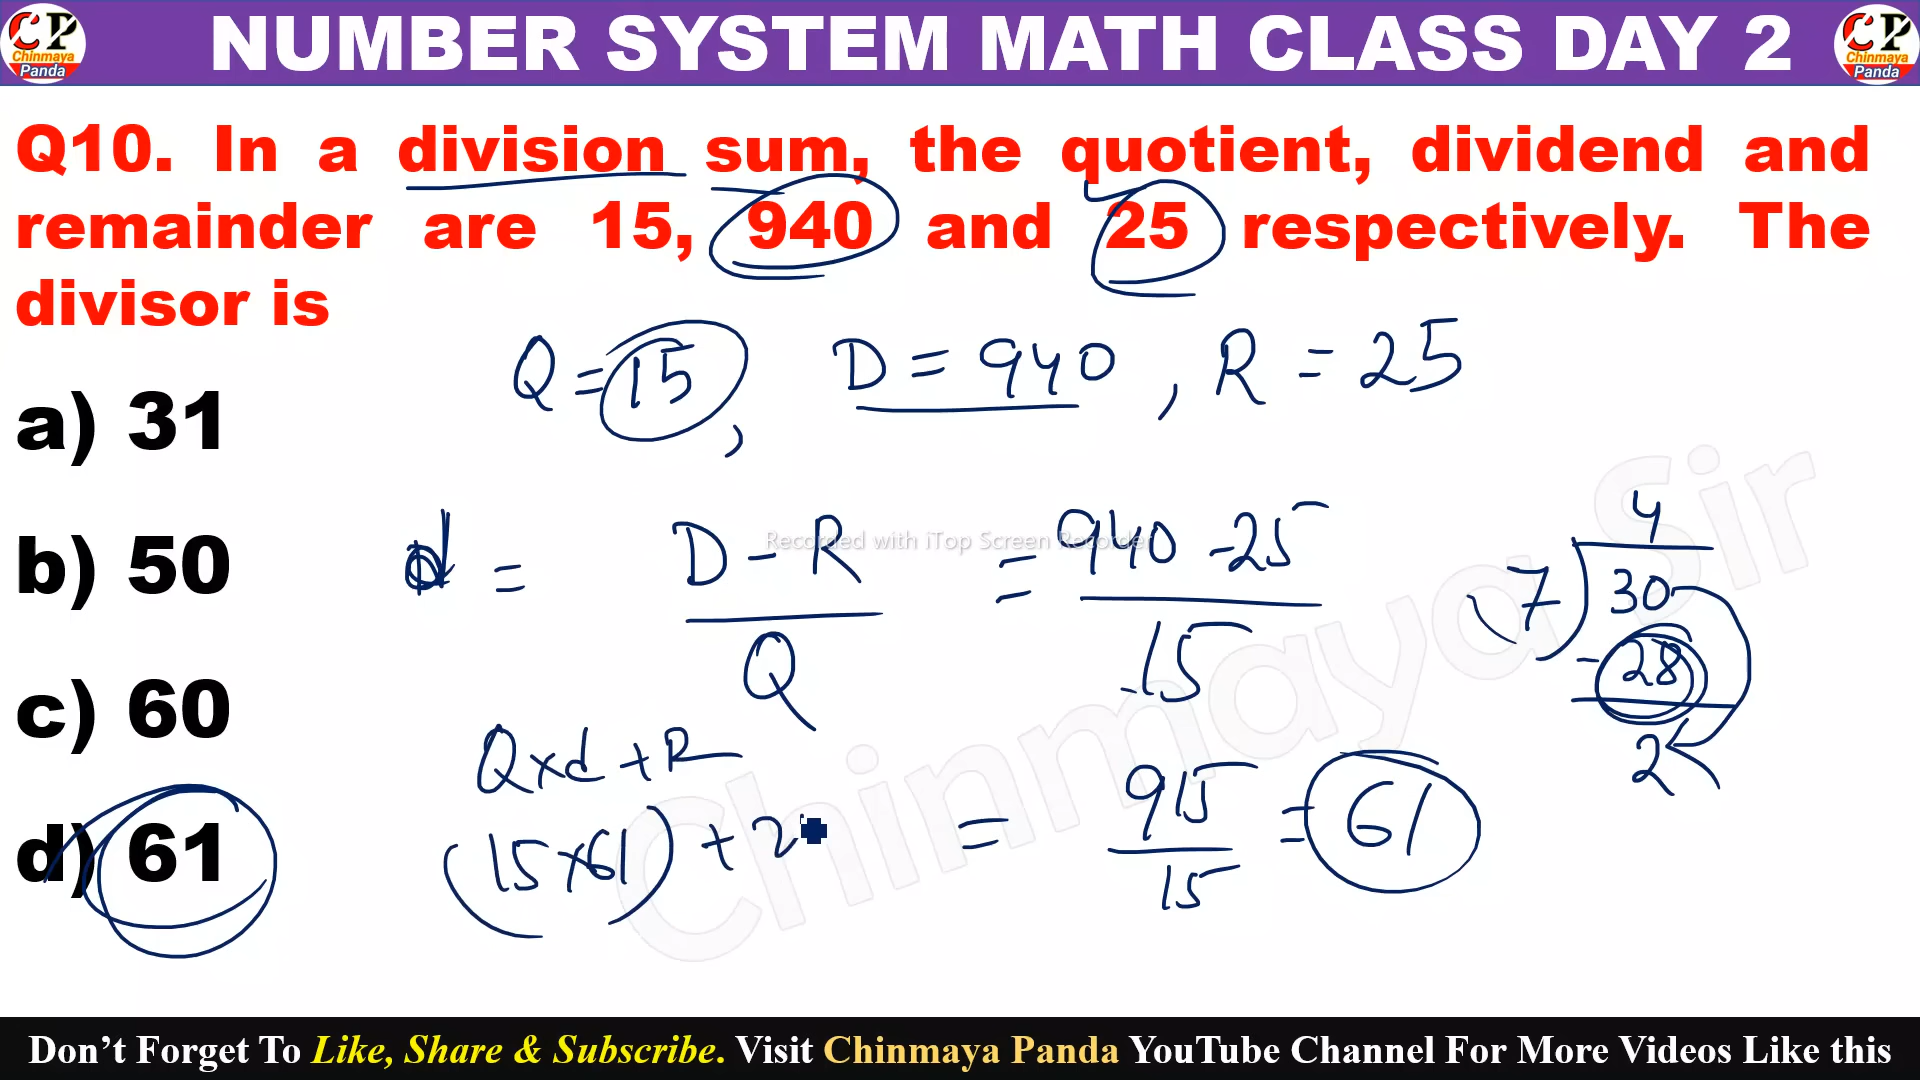 CP NUMBER SYSTEM MATH CLASS DAY 2 CP
Chinmaya Panda
Chinmaya Panda
Q10. In a division sum, the quotient, dividend and
remainder are 15, 940 and 25 respectively. The
divisor is
Q = 15, D = 940, R = 25
a) 31
b) 50
c) 60
d) 61
d = D - R / Q = 940 - 25 / 15
Recorded with iTop Screen Recorder
4
7 ) 30
- 28
2
Q x d + R
(15 x 61) + 2
= 915 / 15 = 61
Chinmaya Sir
Don't Forget To Like, Share & Subscribe. Visit Chinmaya Panda YouTube Channel For More Videos Like this